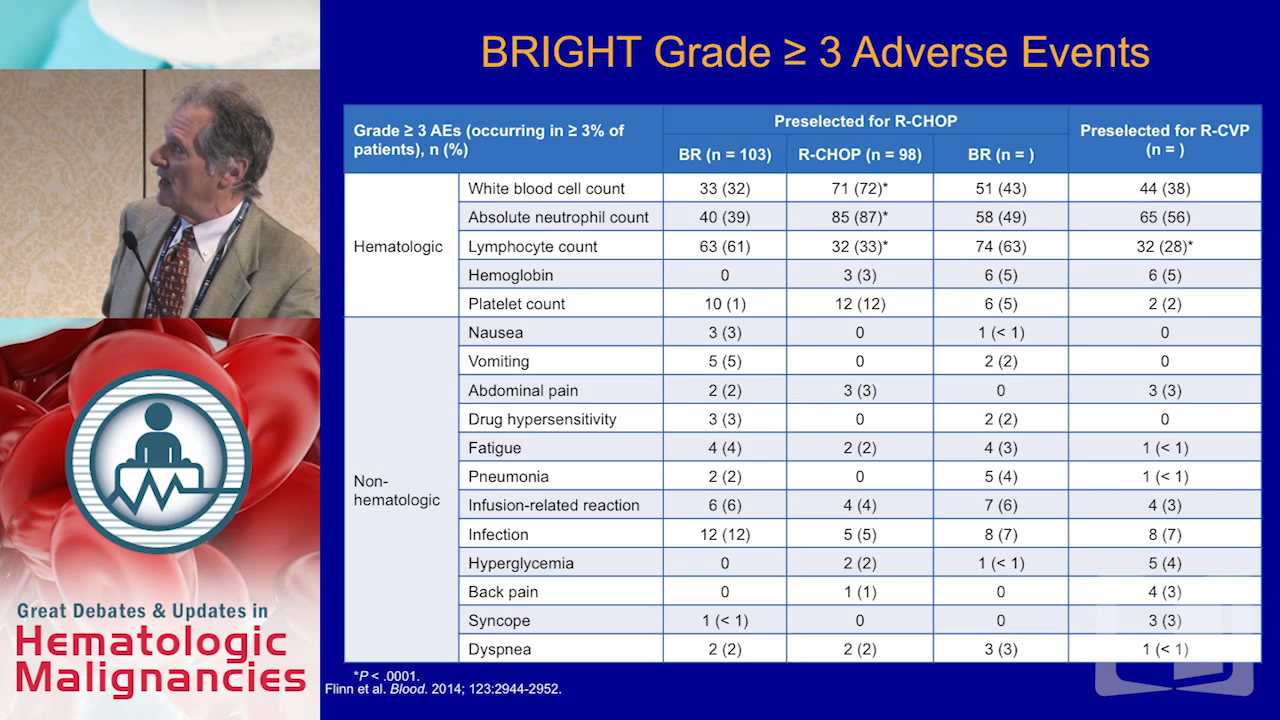 BRIGHT Grade ≥ 3 Adverse Events
Grade ≥ 3 AEs (occurring in ≥ 3% of
patients), n (%)
Preselected for R-CHOP
Preselected for R-CVP
(n = )
BR (n = 103) R-CHOP (n = 98) BR (n = )
Hematologic
White blood cell count 33 (32) 71 (72)* 51 (43) 44 (38)
Absolute neutrophil count 40 (39) 85 (87)* 58 (49) 65 (56)
Lymphocyte count 63 (61) 32 (33)* 74 (63) 32 (28)*
Hemoglobin 0 3 (3) 6 (5) 6 (5)
Platelet count 10 (1) 12 (12) 6 (5) 2 (2)
Non-
hematologic
Nausea 3 (3) 0 1 (< 1) 0
Vomiting 5 (5) 0 2 (2) 0
Abdominal pain 2 (2) 3 (3) 0 3 (3)
Drug hypersensitivity 3 (3) 0 2 (2) 0
Fatigue 4 (4) 2 (2) 4 (3) 1 (< 1)
Pneumonia 2 (2) 0 5 (4) 1 (< 1)
Infusion-related reaction 6 (6) 4 (4) 7 (6) 4 (3)
Infection 12 (12) 5 (5) 8 (7) 8 (7)
Hyperglycemia 0 2 (2) 1 (< 1) 5 (4)
Back pain 0 1 (1) 0 4 (3)
Syncope 1 (< 1) 0 0 3 (3)
Dyspnea 2 (2) 2 (2) 3 (3) 1 (< 1)
*P < .0001.
Flinn et al. Blood. 2014; 123:2944-2952.
Great Debates & Updates in
Hematologic
Malignancies